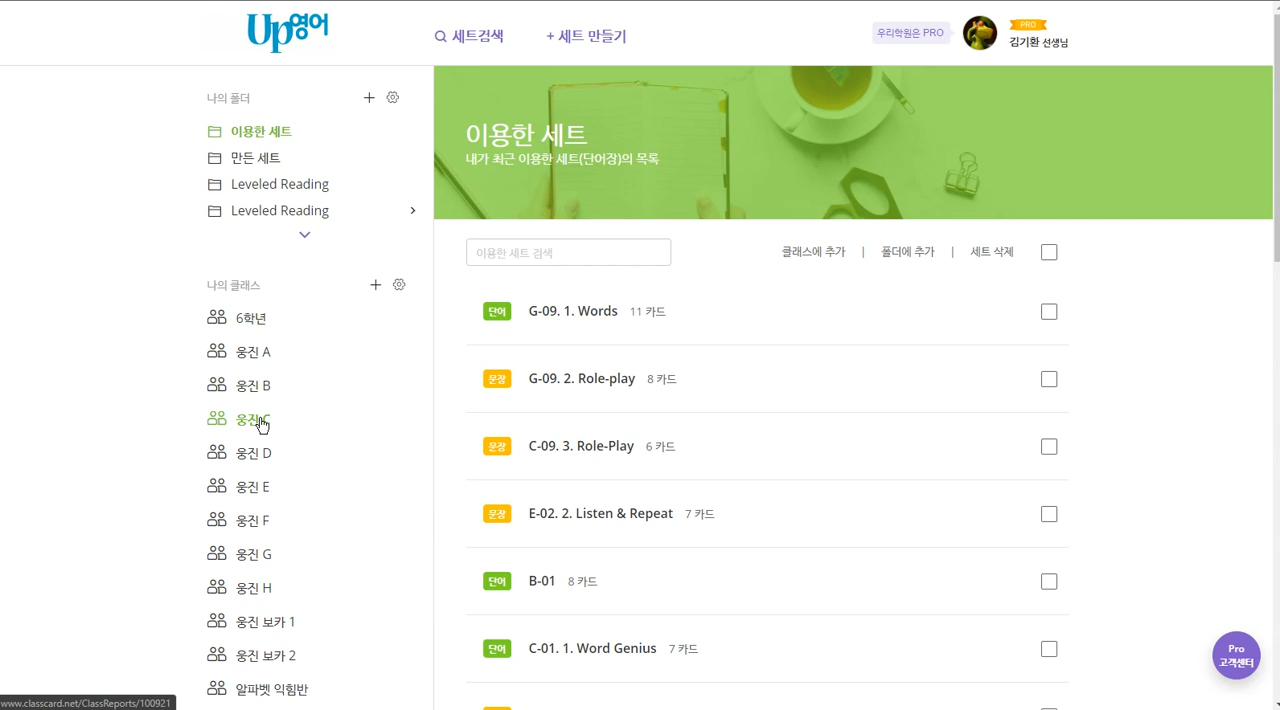 Up영어
세트검색
+ 세트 만들기
우리학원은 PRO
PRO
김기환 선생님
나의 폴더
이용한 세트
만든 세트
Leveled Reading
Leveled Reading
나의 클래스
6학년
웅진 A
웅진 B
웅진 C
웅진 D
웅진 E
웅진 F
웅진 G
웅진 H
웅진 보카 1
웅진 보카 2
알파벳 익힘반
이용한 세트
내가 최근 이용한 세트(단어장)의 목록
이용한 세트 검색
클래스에 추가 | 폴더에 추가 | 세트 삭제
단어 G-09. 1. Words 11 카드
문장 G-09. 2. Role-play 8 카드
문장 C-09. 3. Role-Play 6 카드
문장 E-02. 2. Listen & Repeat 7 카드
단어 B-01 8 카드
단어 C-01. 1. Word Genius 7 카드
Pro
고객센터
www.classcard.net/ClassReports/100921